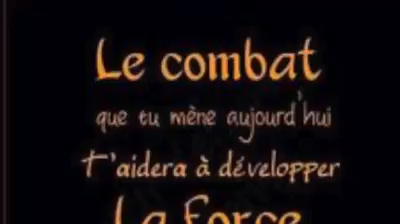 Le combat
que tu mène aujourd'hui
T'aidera à développer
La force